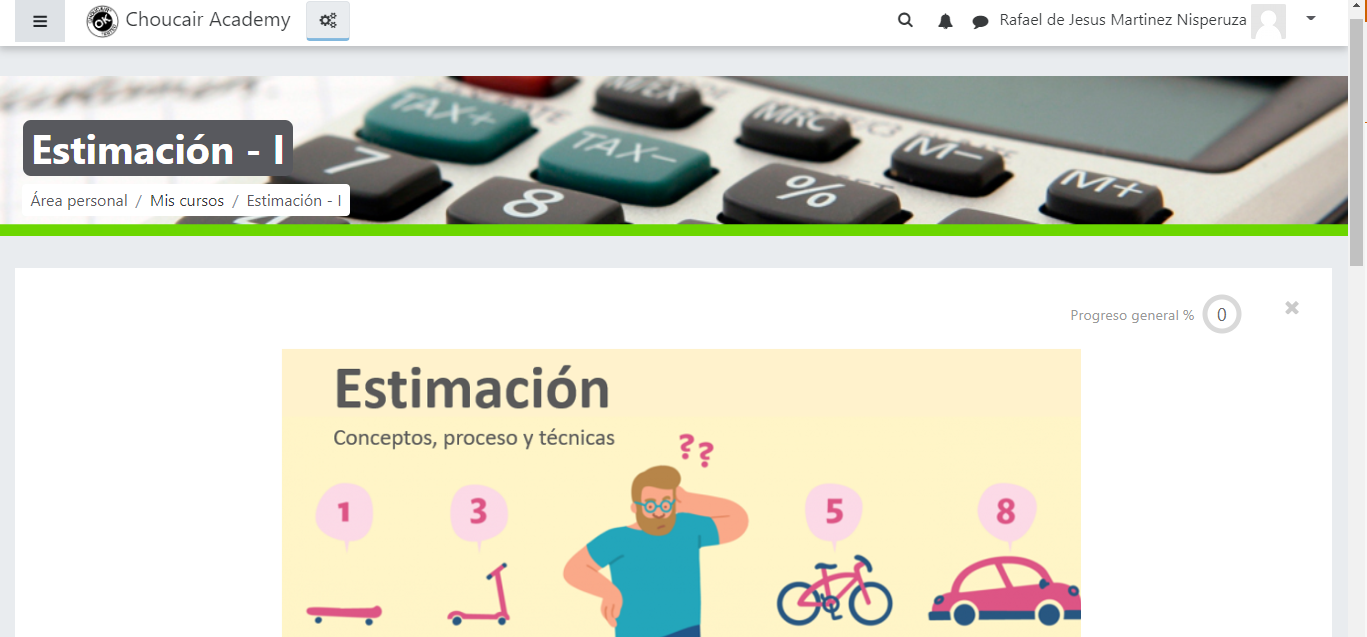 Choucair Academy
Rafael de Jesus Martinez Nisperuza
TAX+
MRC
TAX−
M−
7
8
%
M+
Estimación - I
Área personal / Mis cursos / Estimación - I
Progreso general % 0
Estimación
Conceptos, proceso y técnicas
??
1 3 5 8